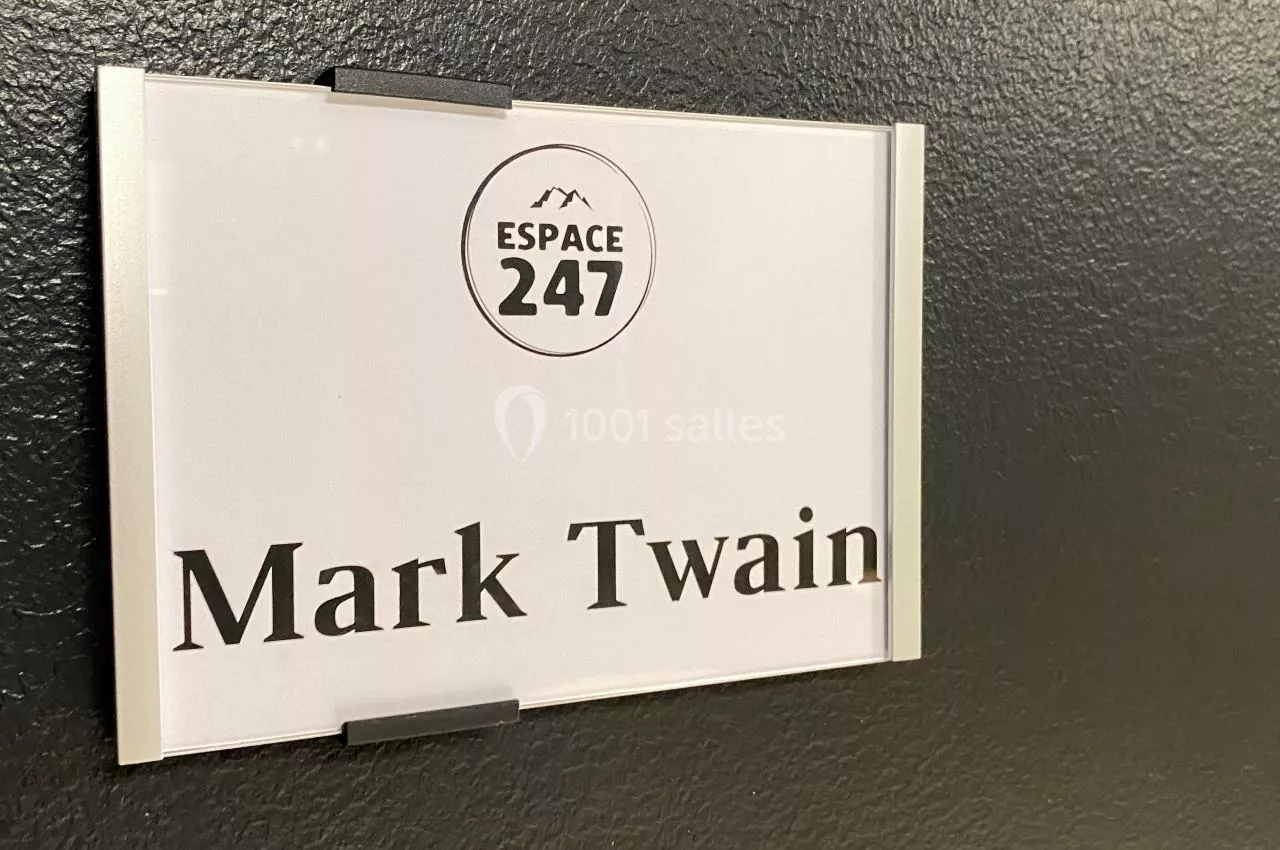 ESPACE
247
1001 salles
Mark Twain